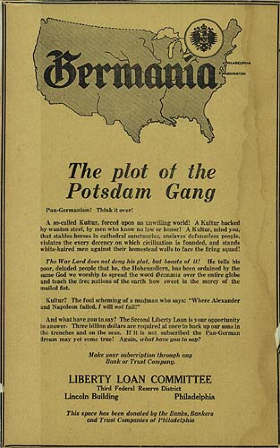 Germania
PHILADELPHIA
WASHINGTON
The plot of the
Potsdam Gang
Pan-Germanism! Think it over!
A so-called Kultur, forced upon an unwilling world! A Kultur backed
by wanton steel, by men who know no law or honor! A Kultur, mind you,
that stables horses in cathedral sanctuaries, enslaves defenseless people,
violates the every decency on which civilization is founded, and stands
white-haired men against their homestead walls to face the firing squad!
The War Lord does not deny his plot, but boasts of it! He tells his
poor, deluded people that he, the Hohenzollern, has been ordained by the
same God we worship to spread the word Germania over the entire globe
and teach the free nations of the earth how sweet is the mercy of the
mailed fist.
Kultur? The foul scheming of a madman who says: "Where Alexander
and Napoleon failed, I will not fail!"
And what have you to say? The Second Liberty Loan is your opportunity
to answer. Three billion dollars are required at once to back up our sons in
the trenches and on the seas. If it is not subscribed the Pan-German
dream may yet come true! Again, what have you to say?
Make your subscription through any
Bank or Trust Company.
LIBERTY LOAN COMMITTEE
Third Federal Reserve District
Lincoln Building Philadelphia
This space has been donated by the Banks, Bankers
and Trust Companies of Philadelphia